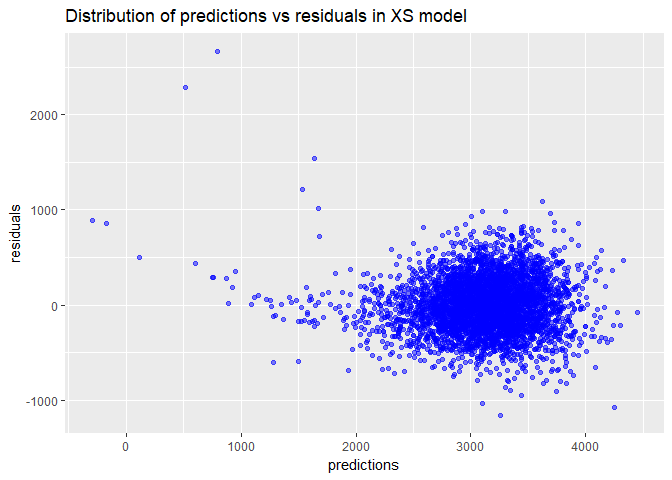 Distribution of predictions vs residuals in XS model
residuals
2000
1000
0
-1000
0 1000 2000 3000 4000
predictions